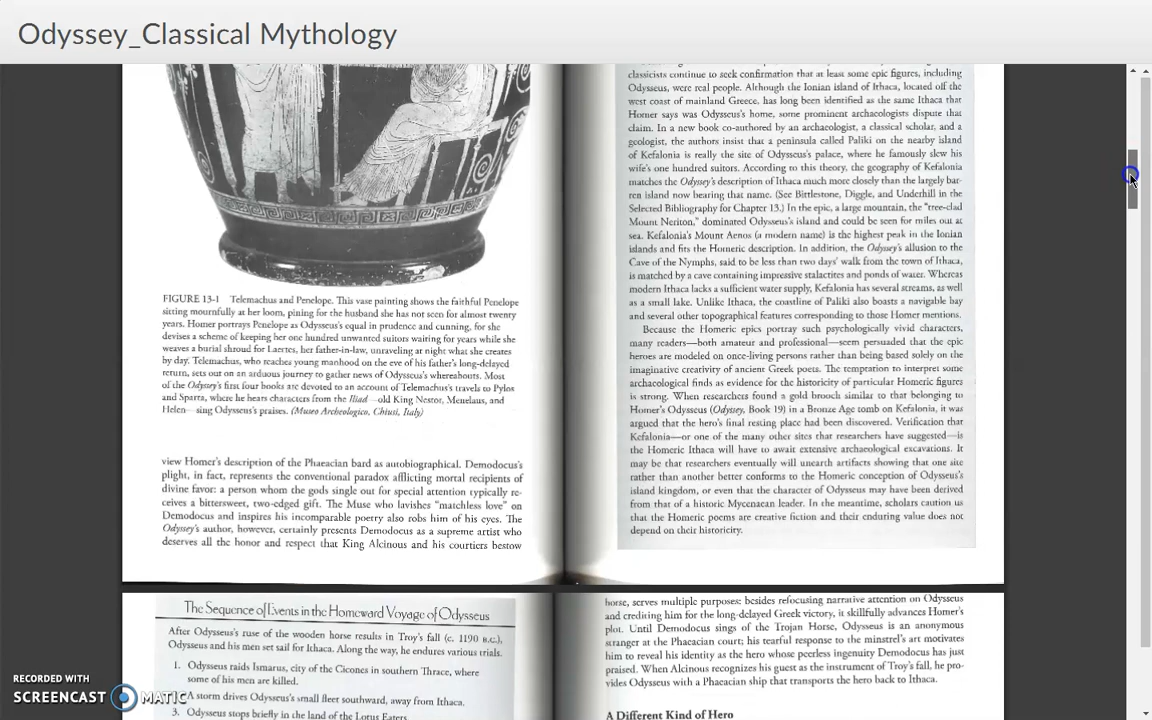 Odyssey_Classical Mythology
FIGURE 13-1 Telemachus and Penelope. This vase painting shows the faithful Penelope
sitting mournfully at her loom, pining for the husband she has not seen for almost twenty
years. Homer portrays Penelope as Odysseus's equal in prudence and cunning, for she
devises a scheme of keeping her one hundred unwanted suitors waiting for years while she
weaves a burial shroud for Laertes, her father-in-law, unraveling at night what she creates
by day. Telemachus, who reaches young manhood on the eve of his father's long-delayed
return, sets out on an arduous journey to gather news of Odysseus's whereabouts. Most
of the Odyssey's first four books are devoted to an account of Telemachus's travels to Pylos
and Sparta, where he hears characters from the Iliad—old King Nestor, Menelaus, and
Helen—sing Odysseus's praises. (Museo Archeologico, Chiusi, Italy)
view Homer's description of the Phaeacian bard as autobiographical. Demodocus's
plight, in fact, represents the conventional paradox afflicting mortal recipients of
divine favor: a person whom the gods single out for special attention typically re-
ceives a bittersweet, two-edged gift. The Muse who lavishes "matchless love" on
Demodocus and inspires his incomparable poetry also robs him of his eyes. The
Odyssey's author, however, certainly presents Demodocus as a supreme artist who
deserves all the honor and respect that King Alcinous and his courtiers bestow
classicists continue to seek confirmation that at least some epic figures, including
Odysseus, were real people. Although the Ionian island of Ithaca, located off the
west coast of mainland Greece, has long been identified as the same Ithaca that
Homer says was Odysseus's home, some prominent archaeologists dispute that
claim. In a new book co-authored by an archaeologist, a classical scholar, and a
geologist, the authors insist that a peninsula called Paliki on the nearby island
of Kefalonia is really the site of Odysseus's palace, where he famously slew his
wife's one hundred suitors. According to this theory, the geography of Kefalonia
matches the Odyssey's description of Ithaca much more closely than the largely bar-
ren island now bearing that name. (See Bittlestone, Diggle, and Underhill in the
Selected Bibliography for Chapter 13.) In the epic, a large mountain, the "tree-clad
Mount Neriton," dominated Odysseus's island and could be seen for miles out at
sea. Kefalonia's Mount Aenos (a modern name) is the highest peak in the Ionian
islands and fits the Homeric description. In addition, the Odyssey's allusion to the
Cave of the Nymphs, said to be less than two days' walk from the town of Ithaca,
is matched by a cave containing impressive stalactites and ponds of water. Whereas
modern Ithaca lacks a sufficient water supply, Kefalonia has several streams, as well
as a small lake. Unlike Ithaca, the coastline of Paliki also boasts a navigable bay
and several other topographical features corresponding to those Homer mentions.
Because the Homeric epics portray such psychologically vivid characters,
many readers—both amateur and professional—seem persuaded that the epic
heroes are modeled on once-living persons rather than being based solely on the
imaginative creativity of ancient Greek poets. The temptation to interpret some
archaeological finds as evidence for the historicity of particular Homeric figures
is strong. When researchers found a gold brooch similar to that belonging to
Homer's Odysseus (Odyssey, Book 19) in a Bronze Age tomb on Kefalonia, it was
argued that the hero's final resting place had been discovered. Verification that
Kefalonia—or one of the many other sites that researchers have suggested—is
the Homeric Ithaca will have to await extensive archaeological excavations. It
may be that researchers eventually will unearth artifacts showing that one site
rather than another better conforms to the Homeric conception of Odysseus's
island kingdom, or even that the character of Odysseus may have been derived
from that of a historic Mycenaean leader. In the meantime, scholars caution us
that the Homeric poems are creative fiction and their enduring value does not
depend on their historicity.
The Sequence of Events in the Homeward Voyage of Odysseus
After Odysseus's ruse of the wooden horse results in Troy's fall (c. 1190 B.C.),
Odysseus and his men set sail for Ithaca. Along the way, he endures various trials.
1. Odysseus raids Ismarus, city of the Cicones in southern Thrace, where
some of his men are killed.
A storm drives Odysseus's small fleet southward, away from Ithaca.
3. Odysseus stops briefly in the land of the Lotus Eaters.
horse, serves multiple purposes: besides refocusing narrative attention on Odysseus
and crediting him for the long-delayed Greek victory, it skillfully advances Homer's
plot. Until Demodocus sings of the Trojan Horse, Odysseus is an anonymous
stranger at the Phaeacian court; his tearful response to the minstrel's art motivates
him to reveal his identity as the hero whose peerless ingenuity Demodocus has just
praised. When Alcinous recognizes his guest as the instrument of Troy's fall, he pro-
vides Odysseus with a Phaeacian ship that transports the hero back to Ithaca.
A Different Kind of Hero
RECORDED WITH
SCREENCAST MATIC